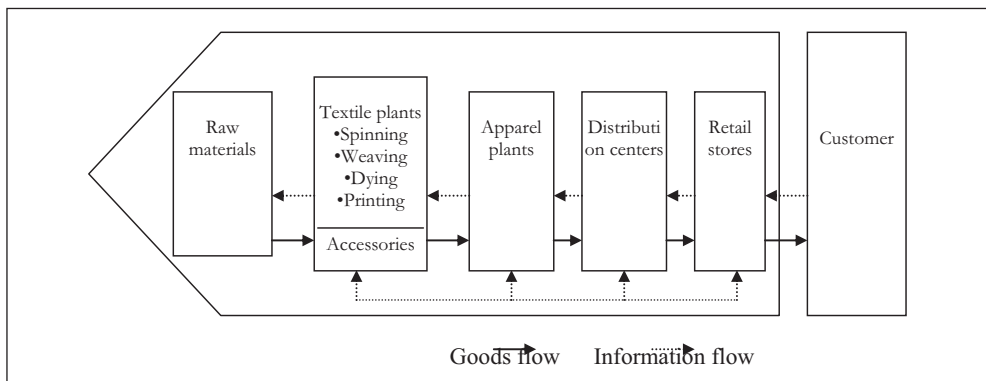 Raw
materials
Textile plants
•Spinning
•Weaving
•Dying
•Printing
Accessories
Apparel
plants
Distributi
on centers
Retail
stores
Customer
Goods flow
Information flow